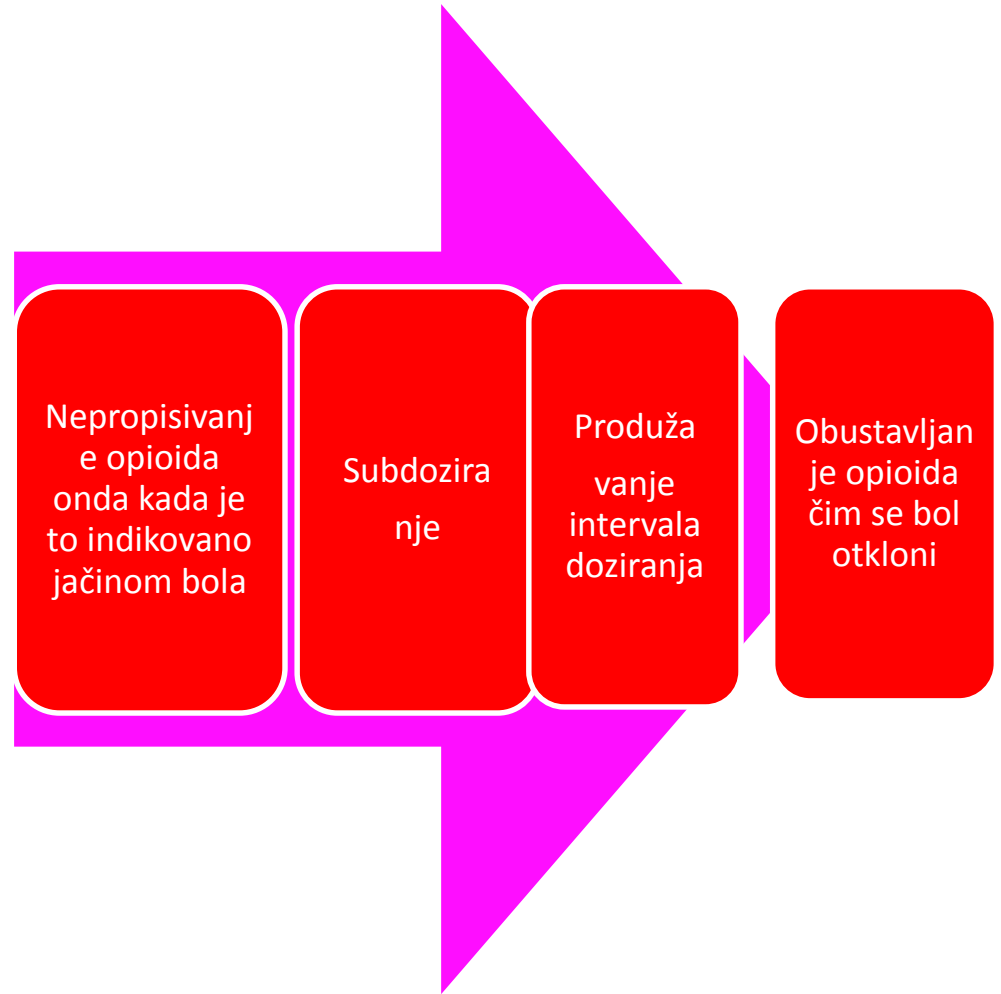 Nepropisivanj
e opioida
onda kada je
to indikovano
jačinom bola
Subdozira
nje
Produža
vanje
intervala
doziranja
Obustavljan
je opioida
čim se bol
otkloni